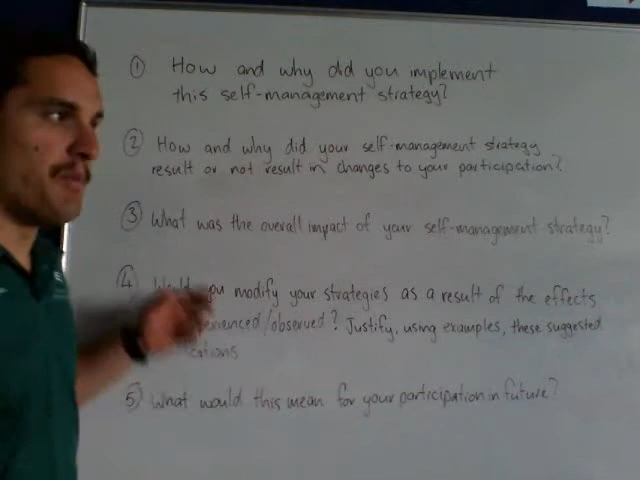 ① How and why did you implement
this self-management strategy?
② How and why did your self-management strategy
result or not result in changes to your participation?
③ What was the overall impact of your self-management strategy?
④ modify your strategies as a result of the effects
/observed? Justify, using examples, these suggested
⑤ What would this mean for your participation in future?